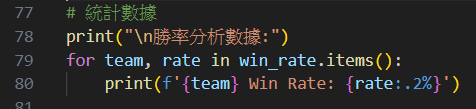 77 # 統計數據
78 print("\n勝率分析數據:")
79 for team, rate in win_rate.items():
80     print(f'{team} Win Rate: {rate:.2%}')
81